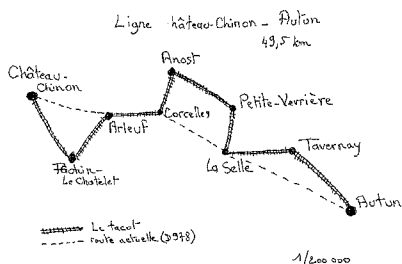 Ligne hâteau-Chinon - Autun
49,5 km
Anost
Château-
Chinon
Petite-Verrière
Corcelles
Arleuf
Tavernay
La Selle
Le Chatelet
Autun
Le tacot
route actuelle (D978)
1/200 000